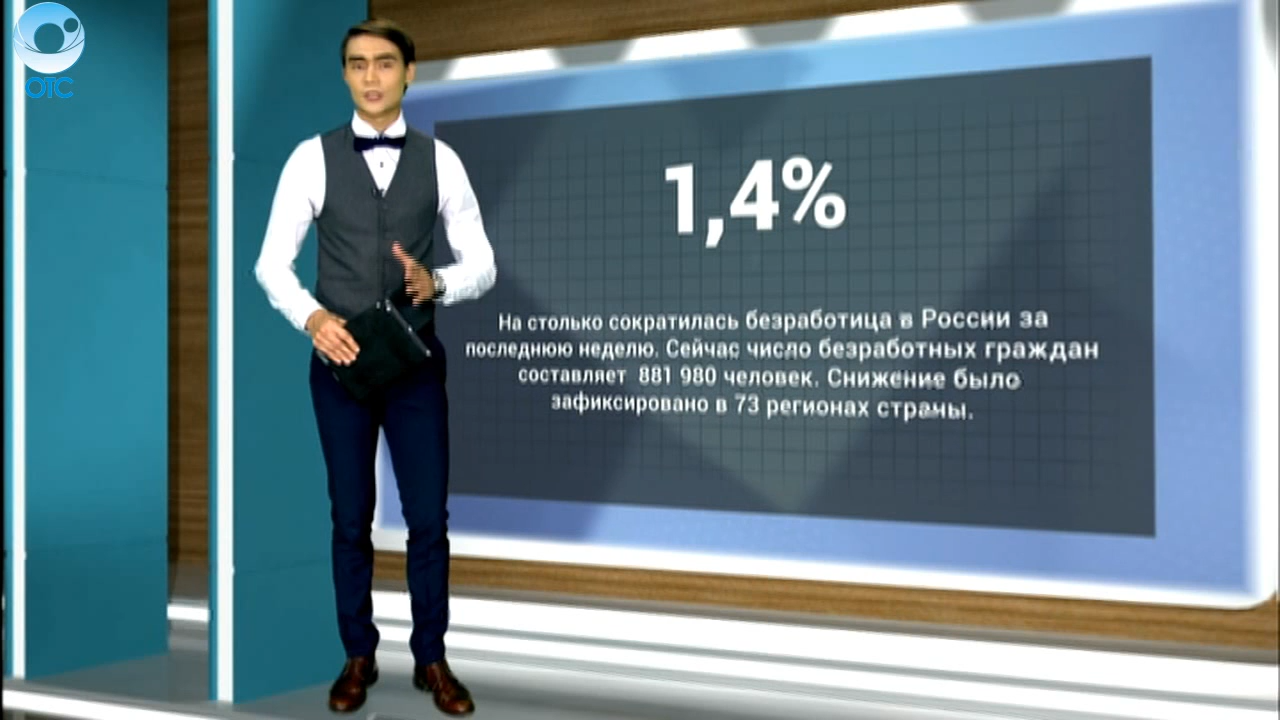 ОТС
1,4%
На столько сократилась безработица в России за
последнюю неделю. Сейчас число безработных граждан
составляет 881 980 человек. Снижение было
зафиксировано в 73 регионах страны.